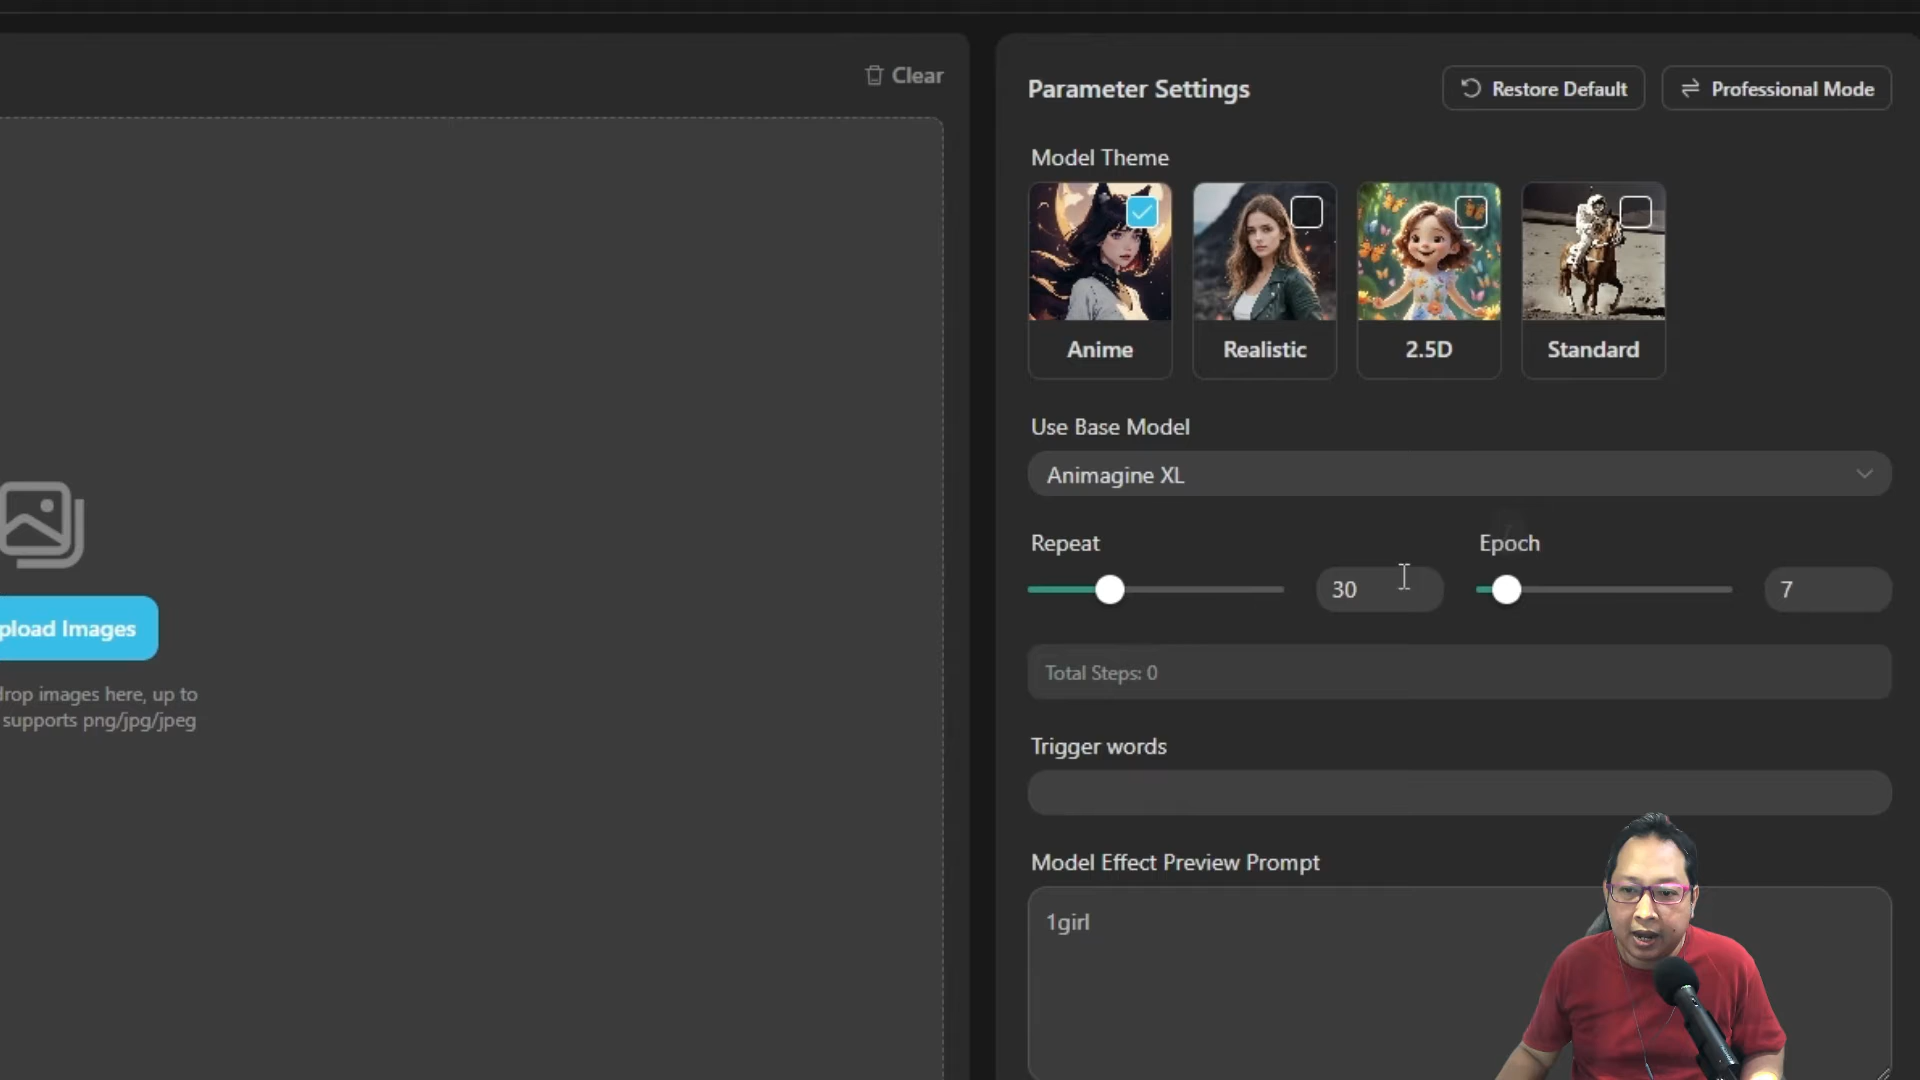 Clear
pload Images
drop images here, up to
supports png/jpg/jpeg
Parameter Settings
Restore Default
Professional Mode
Model Theme
Anime
Realistic
2.5D
Standard
Use Base Model
Animagine XL
Repeat
Epoch
30
7
Total Steps: 0
Trigger words
Model Effect Preview Prompt
1girl